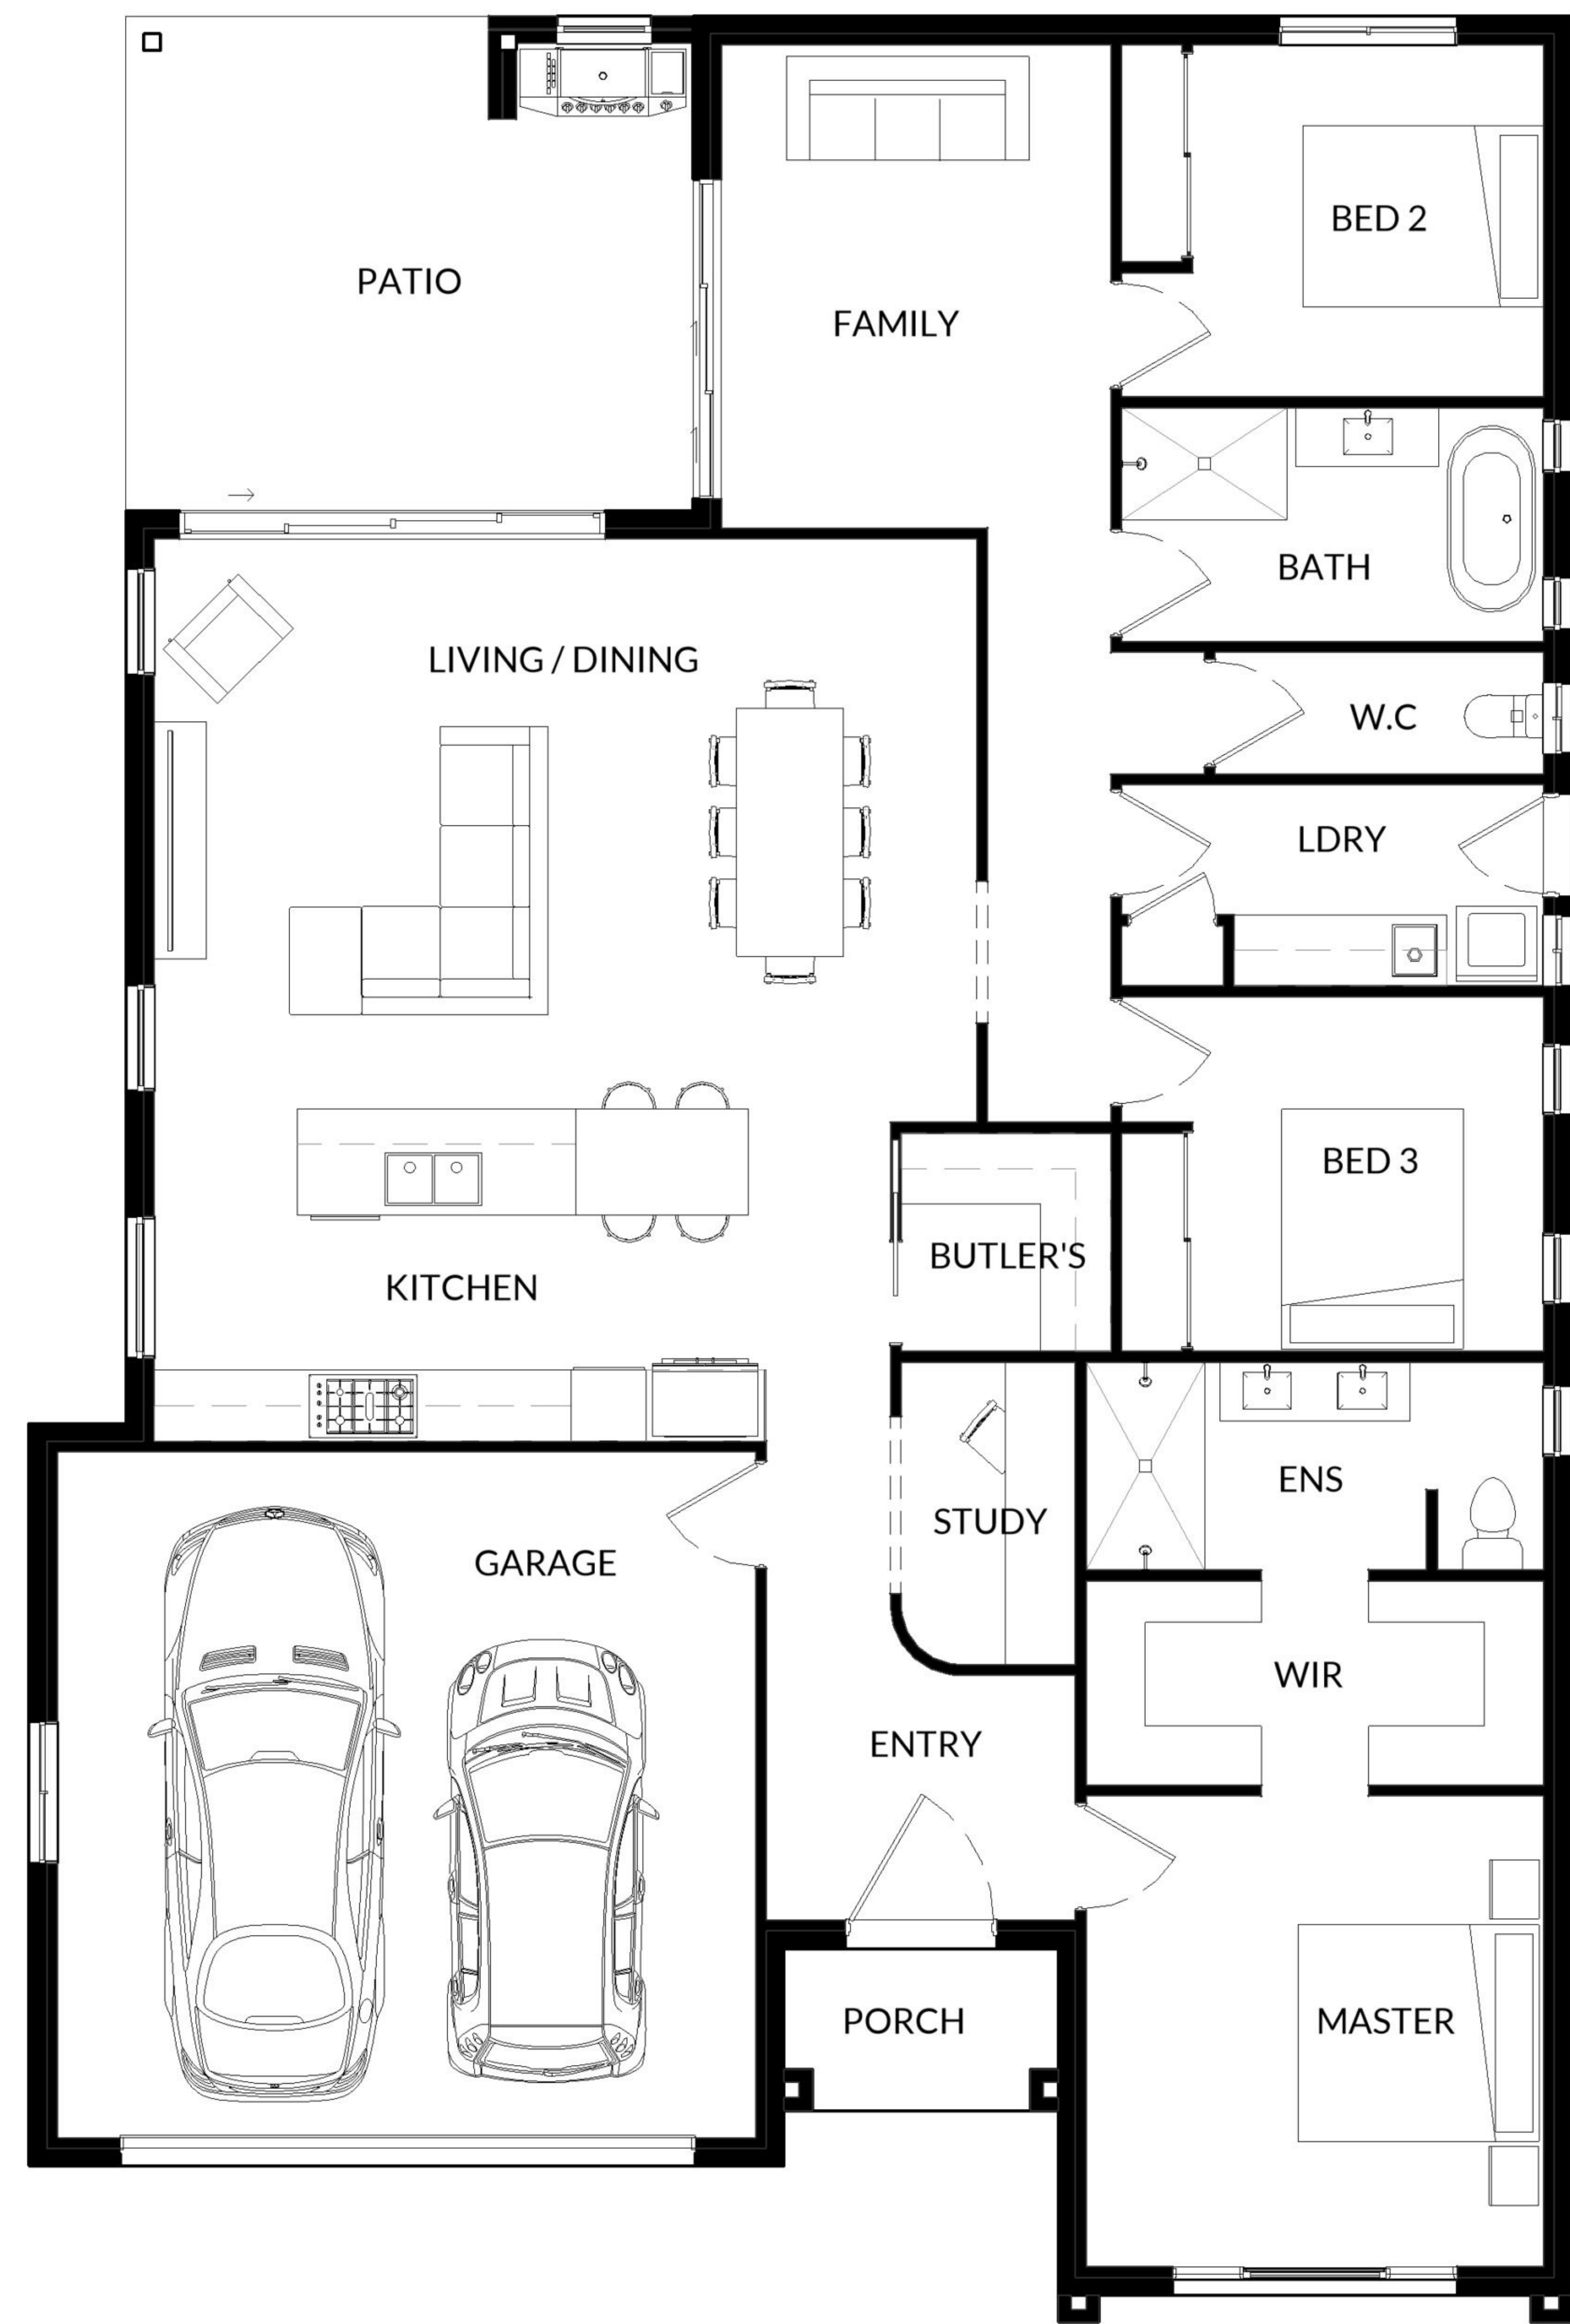 BED 2
PATIO
FAMILY
BATH
LIVING / DINING
W.C
LDRY
BED 3
BUTLER'S
KITCHEN
ENS
STUDY
GARAGE
WIR
ENTRY
PORCH
MASTER